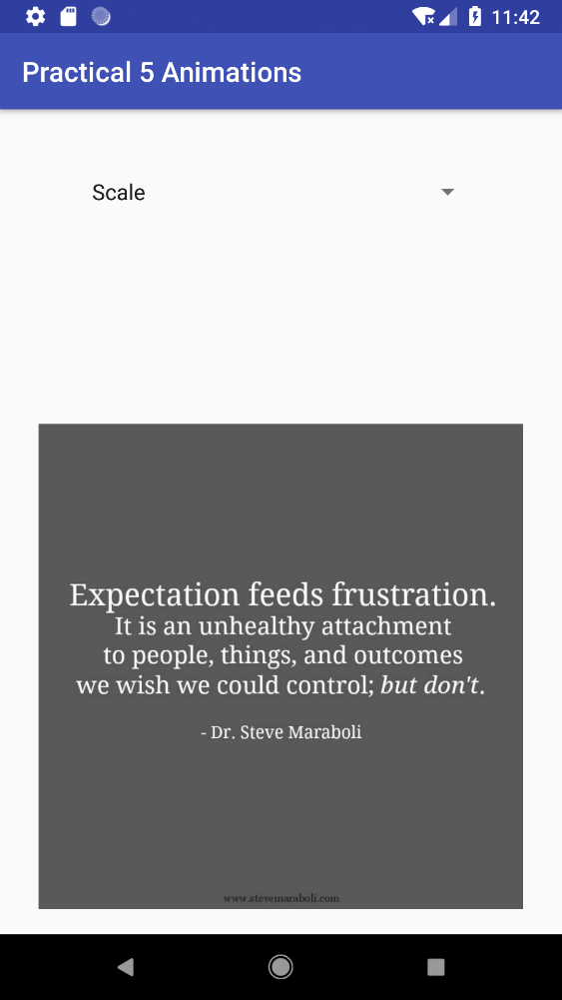 11:42
Practical 5 Animations
Scale
Expectation feeds frustration.
It is an unhealthy attachment
to people, things, and outcomes
we wish we could control; but don't.
- Dr. Steve Maraboli
www.stevemaraboli.com